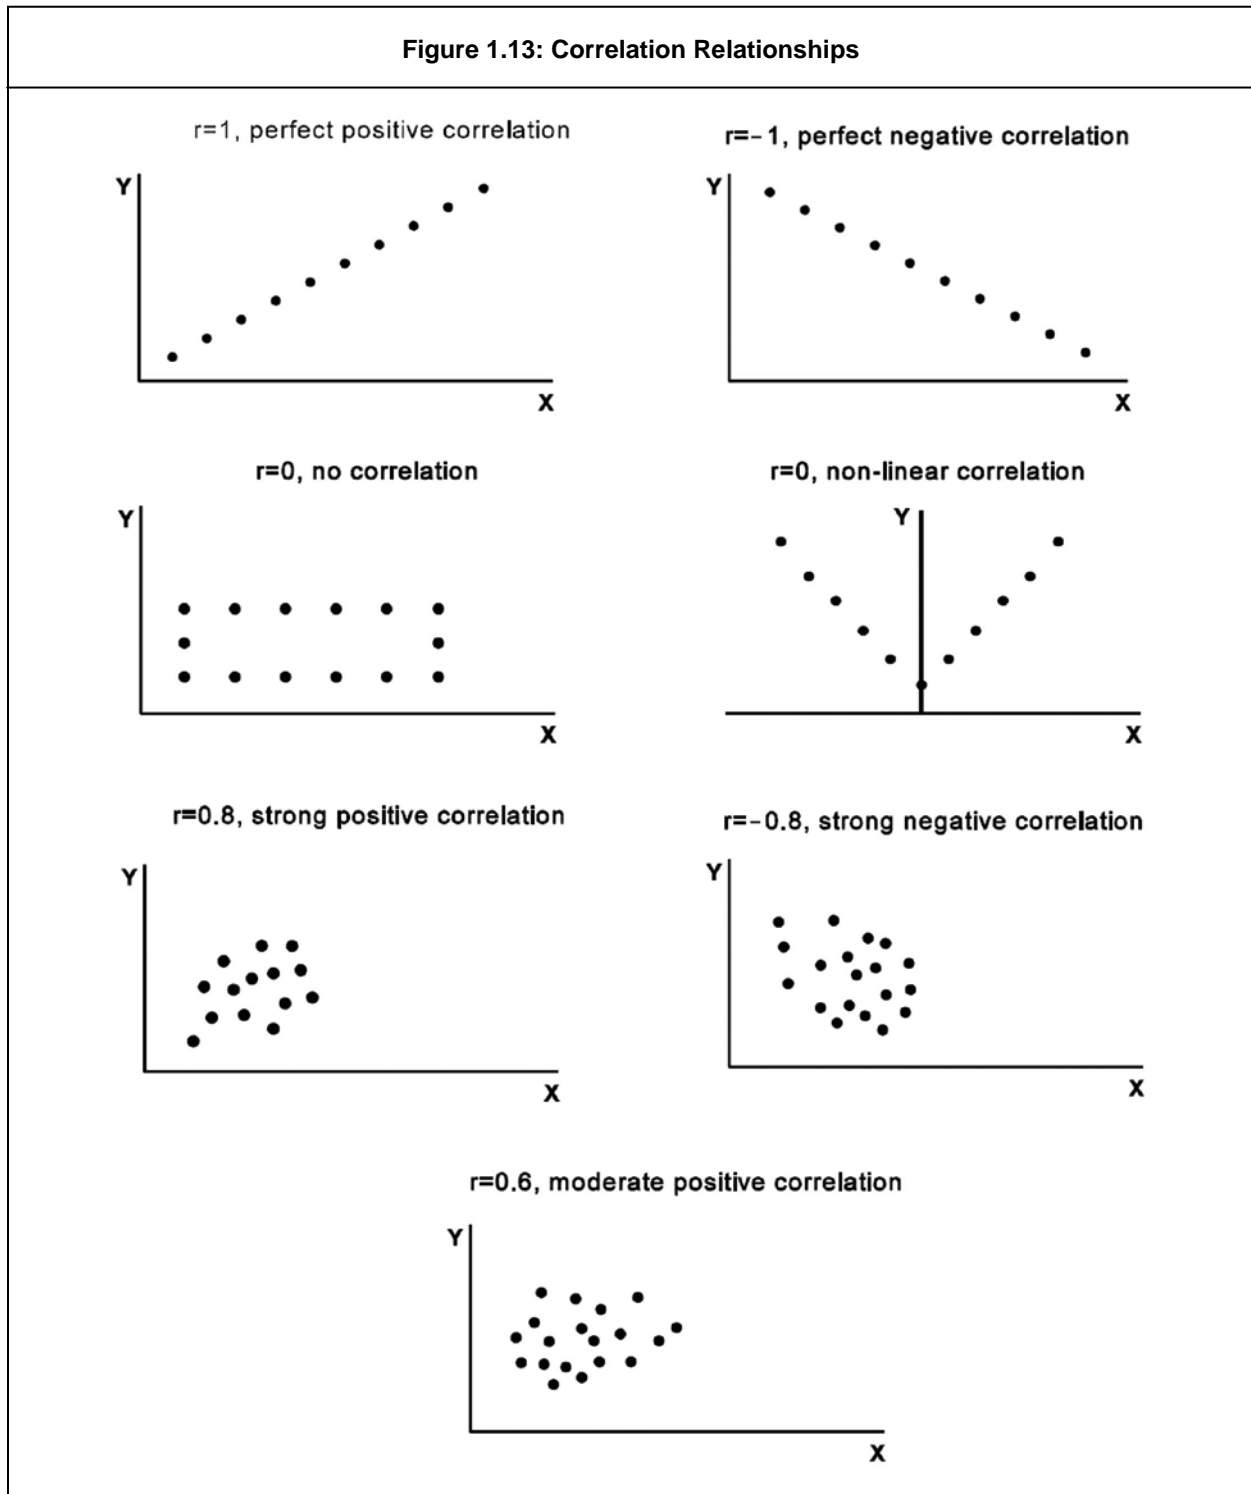 Figure 1.13: Correlation Relationships
r=1, perfect positive correlation
r=-1, perfect negative correlation
Y
X
Y
X
r=0, no correlation
r=0, non-linear correlation
Y
X
Y
X
r=0.8, strong positive correlation
r=-0.8, strong negative correlation
Y
X
Y
X
r=0.6, moderate positive correlation
Y
X